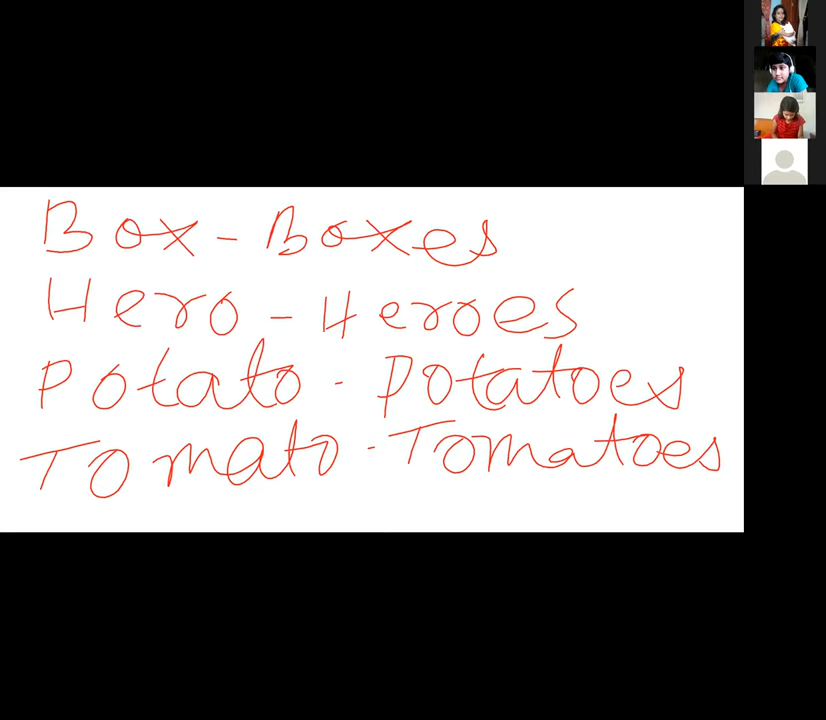 Box - Boxes
Hero - Heroes
Potato - Potatoes
Tomato - Tomatoes